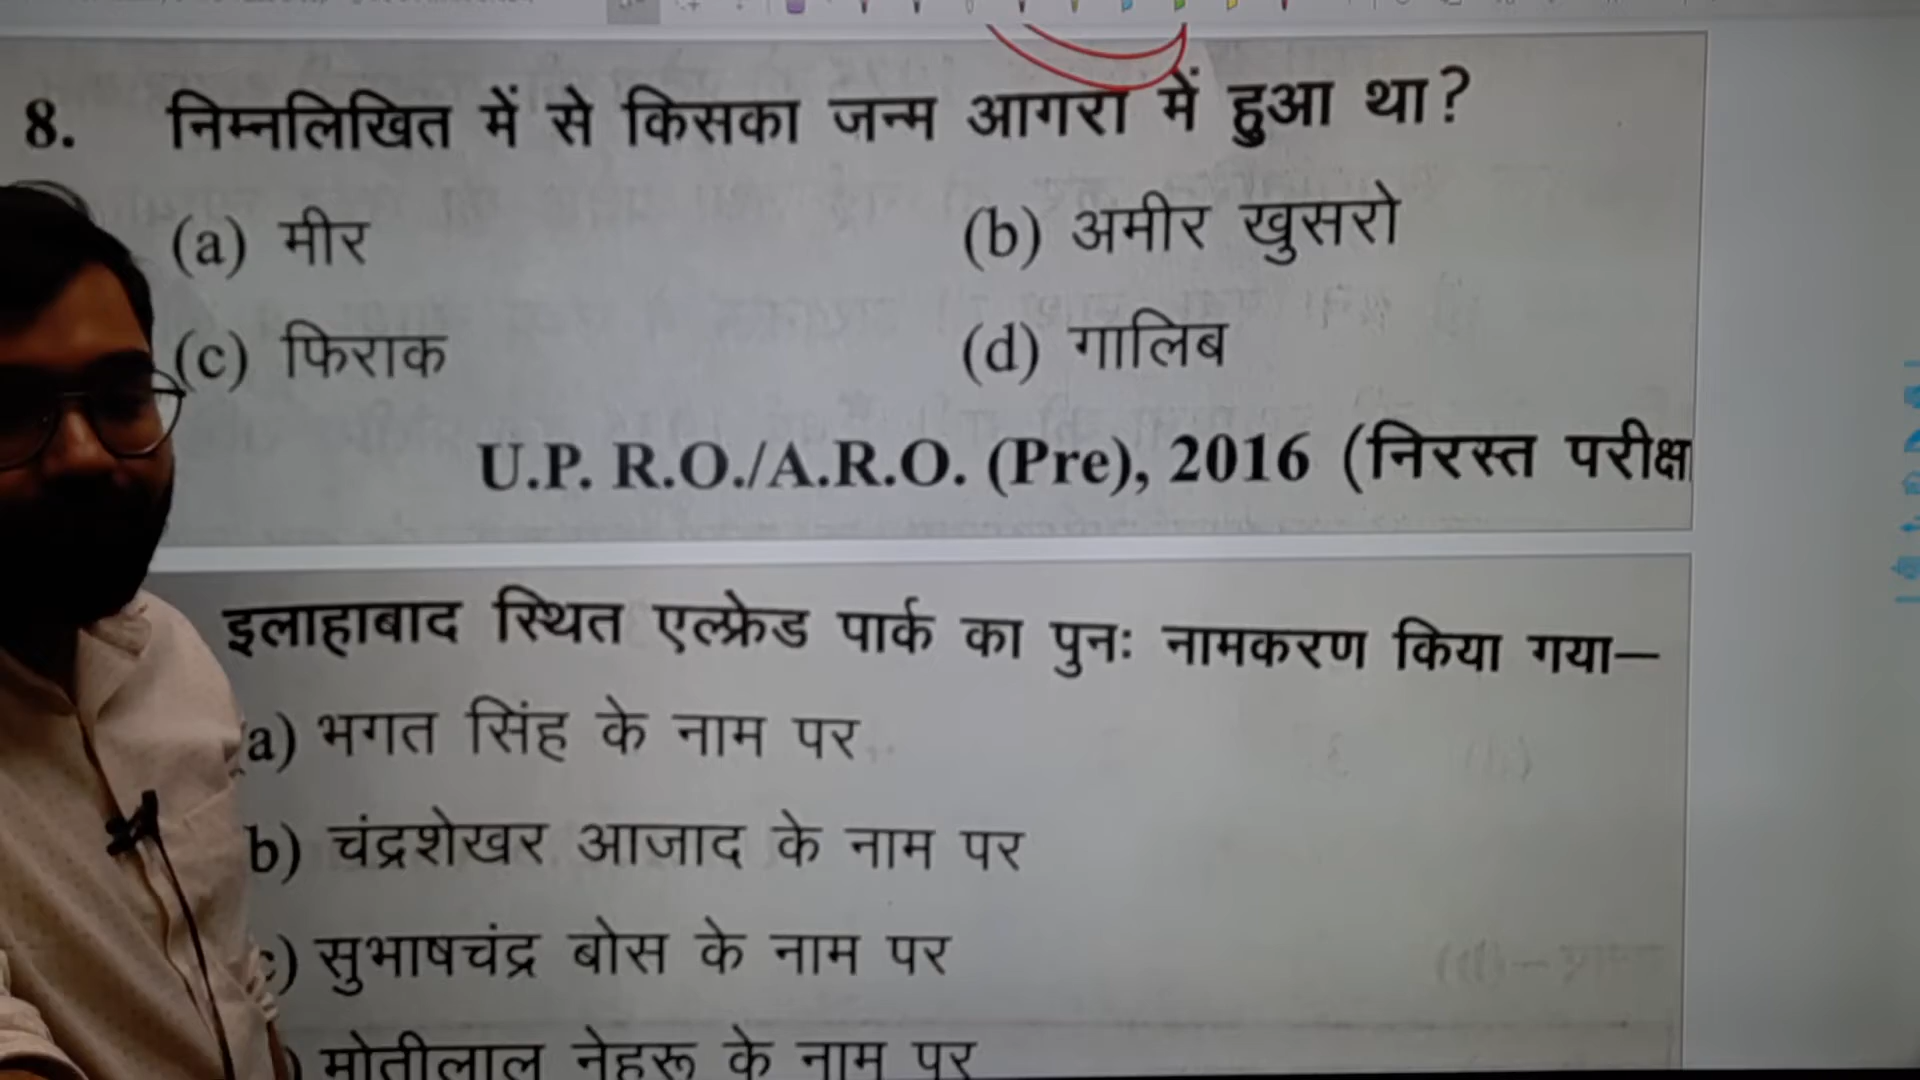 8. निम्नलिखित में से किसका जन्म आगरा में हुआ था?
(a) मीर (b) अमीर खुसरो
(c) फिराक (d) गालिब
U.P. R.O./A.R.O. (Pre), 2016 (निरस्त परीक्षा
इलाहाबाद स्थित एल्फ्रेड पार्क का पुनः नामकरण किया गया—
a) भगत सिंह के नाम पर
b) चंद्रशेखर आजाद के नाम पर
c) सुभाषचंद्र बोस के नाम पर
) मोतीलाल नेहरू के नाम पर